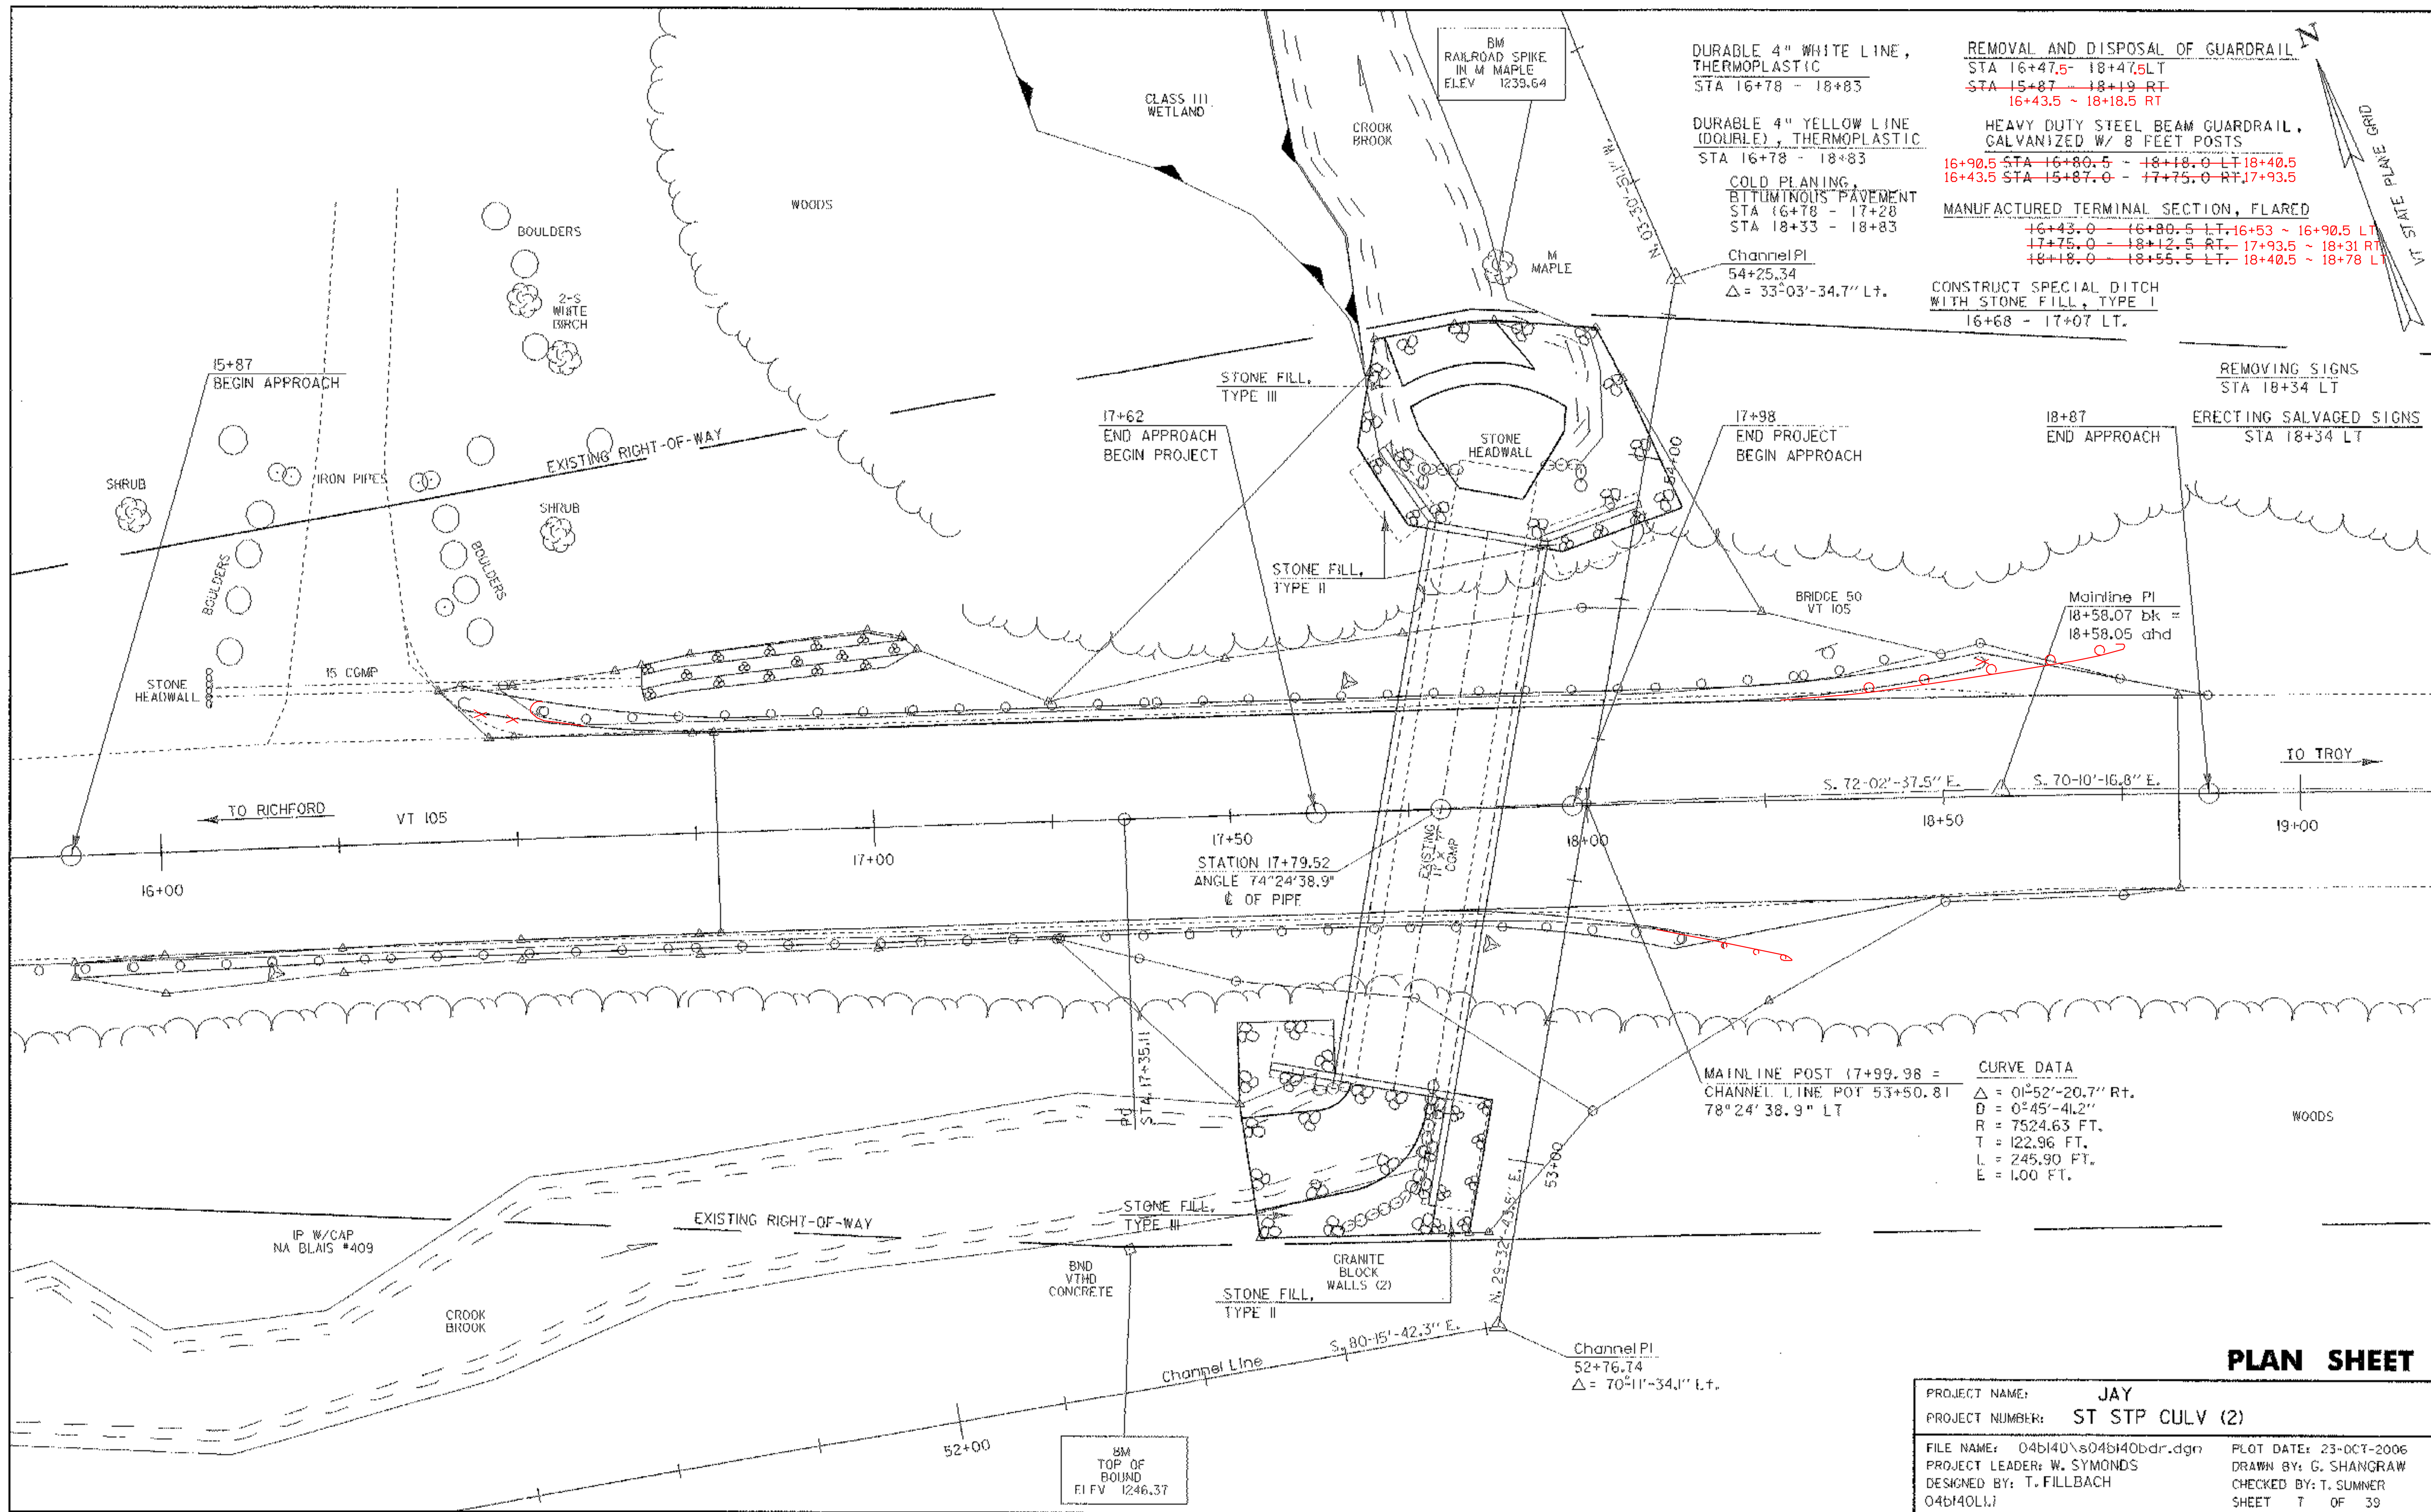 BM
RAILROAD SPIKE
IN M MAPLE
ELEV 1239.64
DURABLE 4" WHITE LINE,
THERMOPLASTIC
STA 16+78 - 18+83
DURABLE 4" YELLOW LINE
(DOUBLE), THERMOPLASTIC
STA 16+78 - 18+83
COLD PLANING,
BITUMINOUS PAVEMENT
STA 16+78 - 17+28
STA 18+33 - 18+83
REMOVAL AND DISPOSAL OF GUARDRAIL
STA 16+47.5- 18+47.5LT
STA 15+87 - 18+19 RT
16+43.5 ~ 18+18.5 RT
HEAVY DUTY STEEL BEAM GUARDRAIL,
GALVANIZED W/ 8 FEET POSTS
16+90.5 STA 16+80.5 - 18+18.0 LT 18+40.5
16+43.5 STA 15+87.0 - 17+75.0 RT. 17+93.5
MANUFACTURED TERMINAL SECTION, FLARED
16+43.0 - 16+80.5 LT. 16+53 ~ 16+90.5 LT
17+75.0 - 18+12.5 RT. 17+93.5 ~ 18+31 RT
18+18.0 - 18+55.5 LT. 18+40.5 ~ 18+78 LT
CONSTRUCT SPECIAL DITCH
WITH STONE FILL, TYPE I
16+68 - 17+07 LT.
REMOVING SIGNS
STA 18+34 LT
ERECTING SALVAGED SIGNS
STA 18+34 LT
N
VT STATE PLANE GRID
CLASS III
WETLAND
CROOK
BROOK
WOODS
BOULDERS
2-S
WHITE
BIRCH
M
MAPLE
N. 03-30'-51.1" W.
Channel PI
54+25.34
Δ = 33°03'-34.7" Lt.
15+87
BEGIN APPROACH
STONE FILL,
TYPE III
17+62
END APPROACH
BEGIN PROJECT
STONE
HEADWALL
54+00
17+98
END PROJECT
BEGIN APPROACH
18+87
END APPROACH
EXISTING RIGHT-OF-WAY
SHRUB
IRON PIPES
SHRUB
BOULDERS
BOULDERS
STONE FILL,
TYPE II
BRIDGE 50
VT 105
Mainline PI
18+58.07 bk =
18+58.05 ahd
STONE
HEADWALL
15 CGMP
TO RICHFORD
VT 105
TO TROY
S. 72-02'-37.5" E.
S. 70-10'-16.8" E.
16+00
17+00
17+50
18+00
18+50
19+00
STATION 17+79.52
ANGLE 74°24'38.9"
℄ OF PIPE
EXISTING
CGMP
STA. 17+35.11
MAINLINE POST 17+99.98 =
CHANNEL LINE POT 53+50.81
78°24'38.9" LT
CURVE DATA
Δ = 01°52'-20.7" Rt.
D = 0°45'-41.2"
R = 7524.63 FT.
T = 122.96 FT.
L = 245.90 FT.
E = 1.00 FT.
WOODS
53+00
N. 29-32'-43.5" E.
STONE FILL,
TYPE III
EXISTING RIGHT-OF-WAY
IP W/CAP
NA BLAIS #409
BND
VTHD
CONCRETE
GRANITE
BLOCK
WALLS (2)
STONE FILL,
TYPE II
CROOK
BROOK
Channel Line
S. 80-15'-42.3" E.
Channel PI
52+76.74
Δ = 70°11'-34.1" Lt.
52+00
BM
TOP OF
BOUND
ELEV 1246.37
PLAN SHEET
PROJECT NAME: JAY
PROJECT NUMBER: ST STP CULV (2)
FILE NAME: 04b140\s04b140bdr.dgn PLOT DATE: 23-OCT-2006
PROJECT LEADER: W. SYMONDS DRAWN BY: G. SHANGRAW
DESIGNED BY: T. FILLBACH CHECKED BY: T. SUMNER
SHEET 7 OF 39